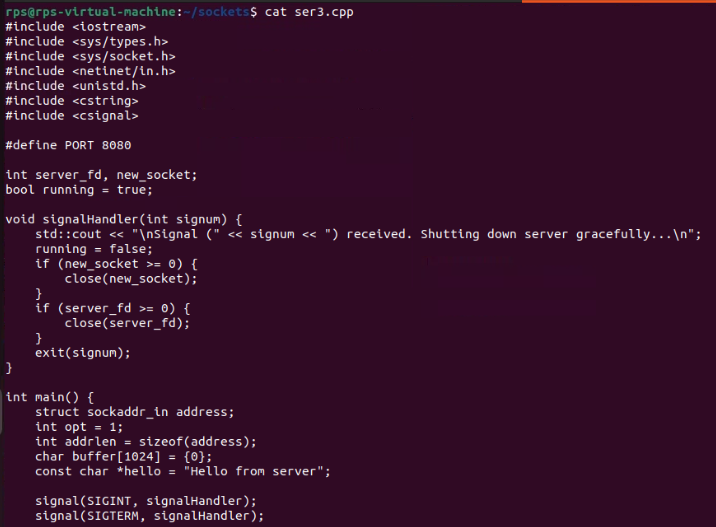 rps@rps-virtual-machine:~/sockets$ cat ser3.cpp
#include <iostream>
#include <sys/types.h>
#include <sys/socket.h>
#include <netinet/in.h>
#include <unistd.h>
#include <cstring>
#include <csignal>

#define PORT 8080

int server_fd, new_socket;
bool running = true;

void signalHandler(int signum) {
    std::cout << "\nSignal (" << signum << ") received. Shutting down server gracefully...\n";
    running = false;
    if (new_socket >= 0) {
        close(new_socket);
    }
    if (server_fd >= 0) {
        close(server_fd);
    }
    exit(signum);
}

int main() {
    struct sockaddr_in address;
    int opt = 1;
    int addrlen = sizeof(address);
    char buffer[1024] = {0};
    const char *hello = "Hello from server";

    signal(SIGINT, signalHandler);
    signal(SIGTERM, signalHandler);